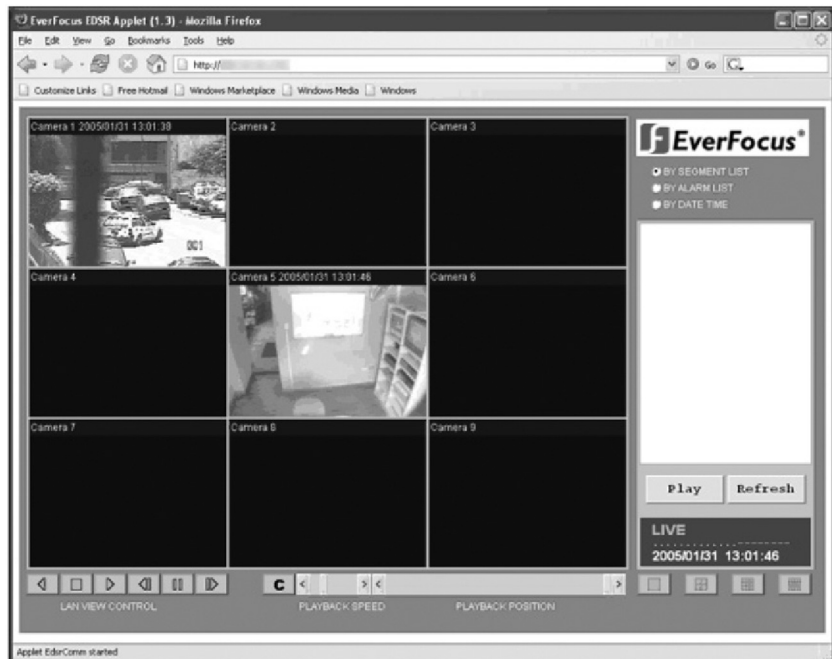 EverFocus EDSR Applet (1.3) - Mozilla Firefox
File Edit View Go Bookmarks Tools Help
http:// Go G
Customize Links Free Hotmail Windows Marketplace Windows Media Windows
Camera 1 2005/01/31 13:01:38
Camera 2
Camera 3
001
EverFocus®
BY SEGMENT LIST
BY ALARM LIST
BY DATE TIME
Camera 4
Camera 5 2005/01/31 13:01:46
Camera 6
Camera 7
Camera 8
Camera 9
Play Refresh
LIVE
2005/01/31 13:01:46
C
LAN VIEW CONTROL PLAYBACK SPEED PLAYBACK POSITION
Applet EdsrComm started